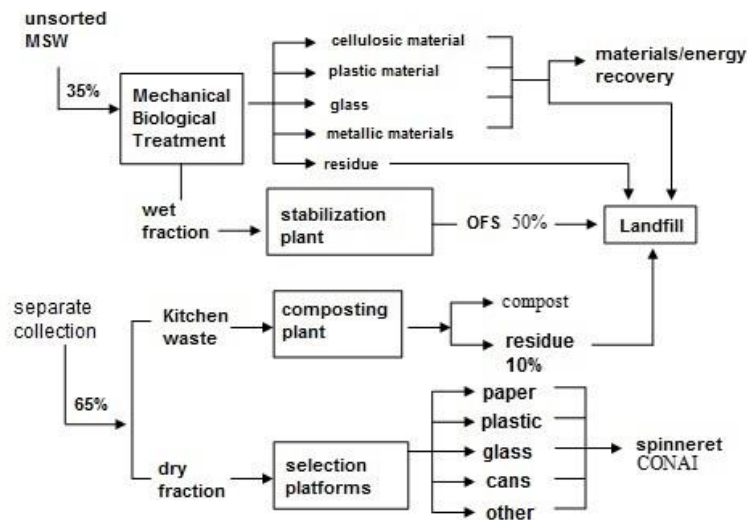 unsorted
MSW
35%
Mechanical
Biological
Treatment
cellulosic material
plastic material
glass
metallic materials
residue
materials/energy
recovery
wet
fraction
stabilization
plant
OFS 50%
Landfill
separate
collection
65%
Kitchen
waste
composting
plant
compost
residue
10%
dry
fraction
selection
platforms
paper
plastic
glass
cans
other
spinneret
CONAI